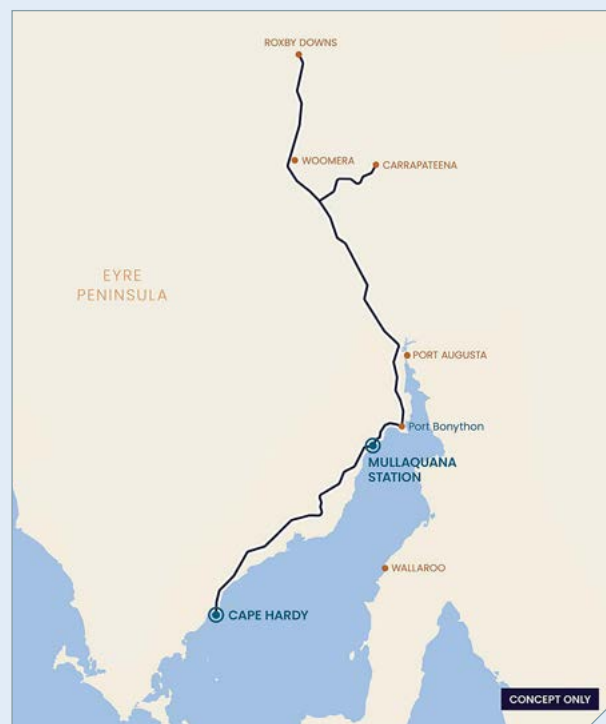 ROXBY DOWNS
WOOMERA
CARRAPATEENA
EYRE
PENINSULA
PORT AUGUSTA
Port Bonython
MULLAQUANA
STATION
WALLAROO
CAPE HARDY
CONCEPT ONLY